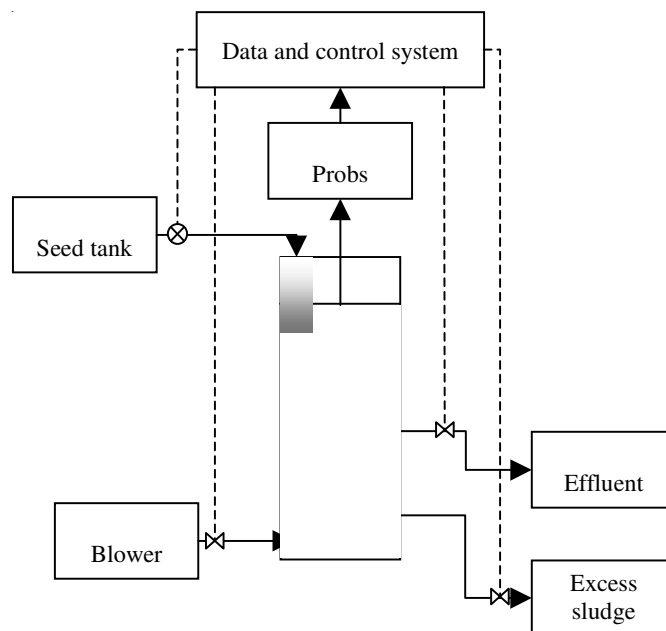 Data and control system
Probs
Seed tank
Effluent
Blower
Excess
sludge